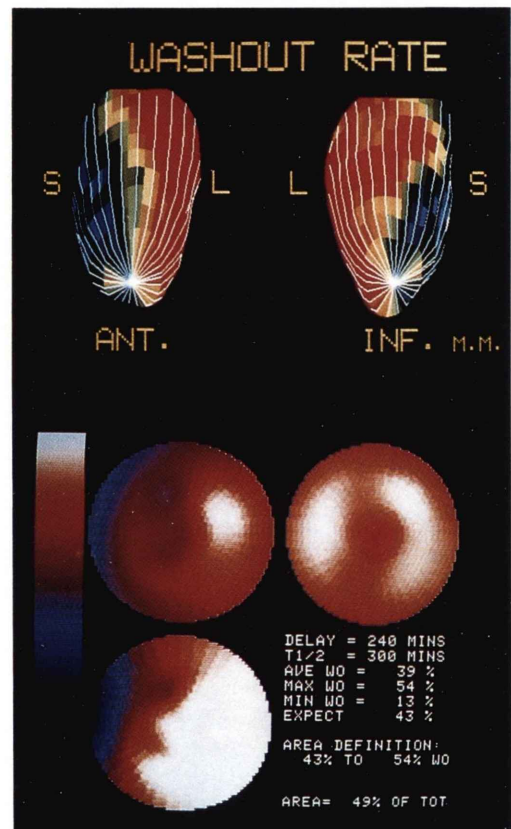 WASHOUT RATE
S L L S
ANT. INF. M.M.
DELAY = 240 MINS
T1/2 = 300 MINS
AVE WO = 39 %
MAX WO = 54 %
MIN WO = 13 %
EXPECT 43 %
AREA DEFINITION:
43% TO 54% WO
AREA= 49% OF TOT